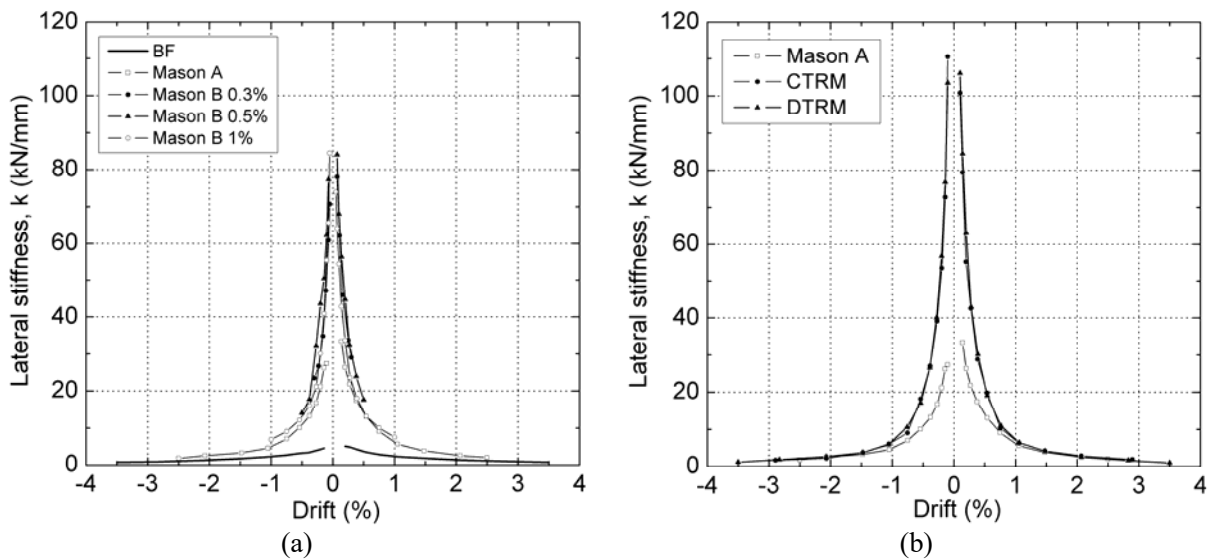 120
100
80
60
40
20
0
Lateral stiffness, k (kN/mm)
BF
Mason A
Mason B 0.3%
Mason B 0.5%
Mason B 1%
-4 -3 -2 -1 0 1 2 3 4
Drift (%)
(a)
120
100
80
60
40
20
0
Lateral stiffness, k (kN/mm)
Mason A
CTRM
DTRM
-4 -3 -2 -1 0 1 2 3 4
Drift (%)
(b)